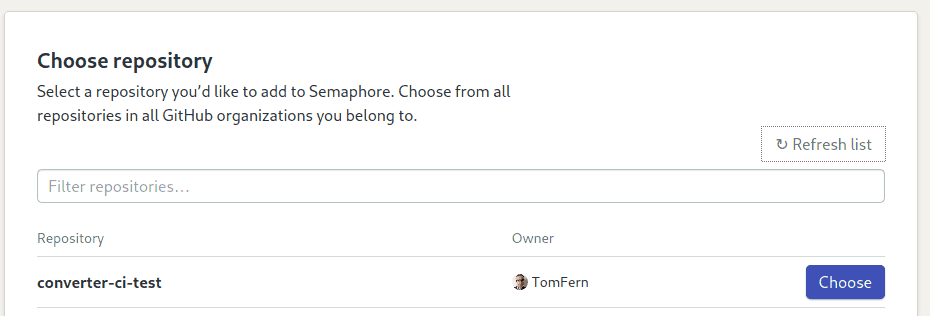 Choose repository
Select a repository you’d like to add to Semaphore. Choose from all
repositories in all GitHub organizations you belong to.
↻ Refresh list
Filter repositories…
Repository Owner
converter-ci-test TomFern Choose